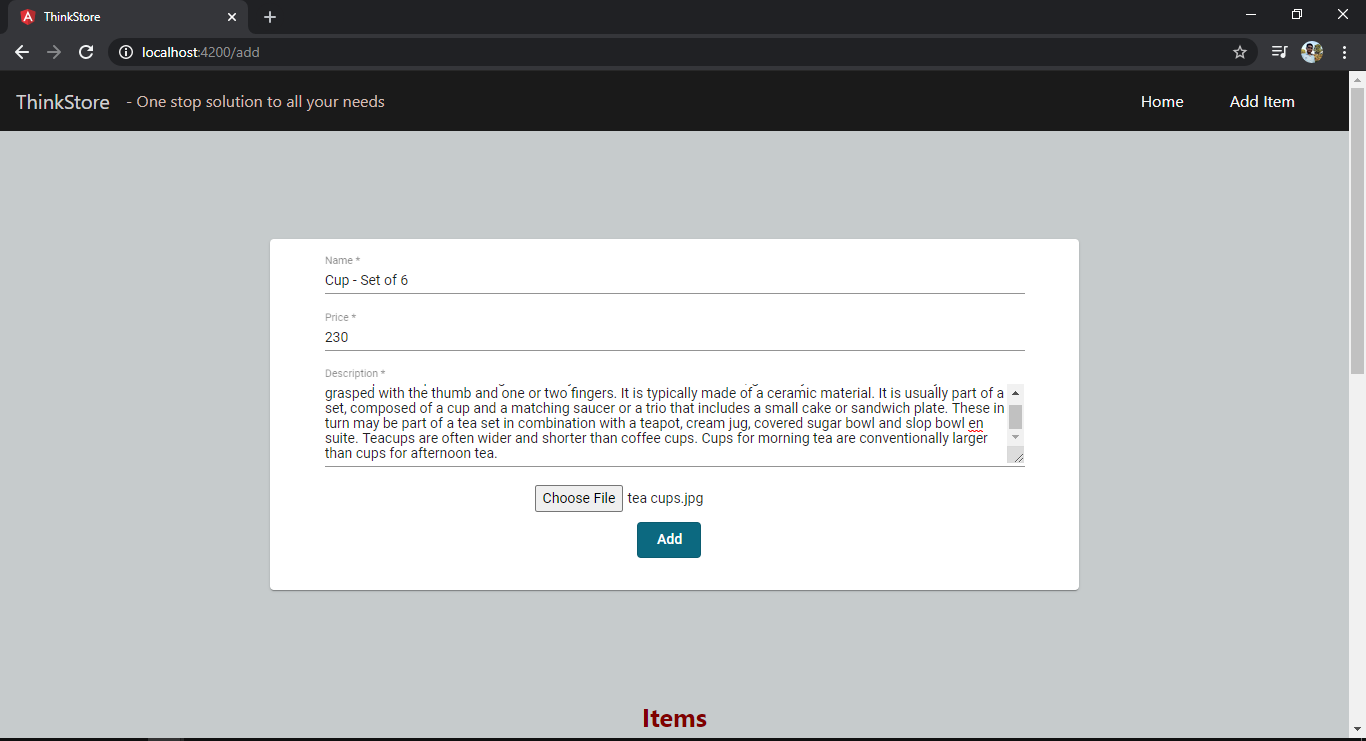 ThinkStore
localhost:4200/add
ThinkStore - One stop solution to all your needs Home Add Item
Name *
Cup - Set of 6
Price *
230
Description *
grasped with the thumb and one or two fingers. It is typically made of a ceramic material. It is usually part of a
set, composed of a cup and a matching saucer or a trio that includes a small cake or sandwich plate. These in
turn may be part of a tea set in combination with a teapot, cream jug, covered sugar bowl and slop bowl en
suite. Teacups are often wider and shorter than coffee cups. Cups for morning tea are conventionally larger
than cups for afternoon tea.
Choose File tea cups.jpg
Add
Items